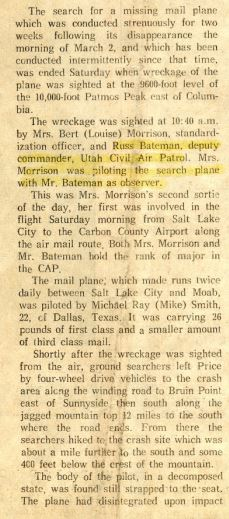 The search for a missing mail plane
which was conducted strenuously for two
weeks following its disappearance the
morning of March 2, and which has been
conducted intermittently since that time,
was ended Saturday when wreckage of the
plane was sighted at the 9600-foot level of
the 10,000-foot Patmos Peak east of Colum-
bia.
The wreckage was sighted at 10:40 a.m.
by Mrs. Bert (Louise) Morrison, standard-
ization officer, and Russ Bateman, deputy
commander, Utah Civil Air Patrol. Mrs.
Morrison was piloting the search plane
with Mr. Bateman as observer.
This was Mrs. Morrison's second sortie
of the day, her first was involved in the
flight Saturday morning from Salt Lake
City to the Carbon County Airport along
the air mail route. Both Mrs. Morrison and
Mr. Bateman hold the rank of major in
the CAP.
The mail plane, which made runs twice
daily between Salt Lake City and Moab,
was piloted by Michael Ray (Mike) Smith,
22, of Dallas, Texas. It was carrying 26
pounds of first class and a smaller amount
of third class mail.
Shortly after the wreckage was sighted
from the air, ground searchers left Price
by four-wheel drive vehicles to the crash
area along the winding road to Bruin Point
east of Sunnyside, then south along the
jagged mountain top 12 miles to the south
where the road ends. From there the
searchers hiked to the crash site which was
about a mile further to the south and some
400 feet below the crest of the mountain.
The body of the pilot, in a decomposed
state, was found still strapped to the seat.
The plane had disintegrated upon impact